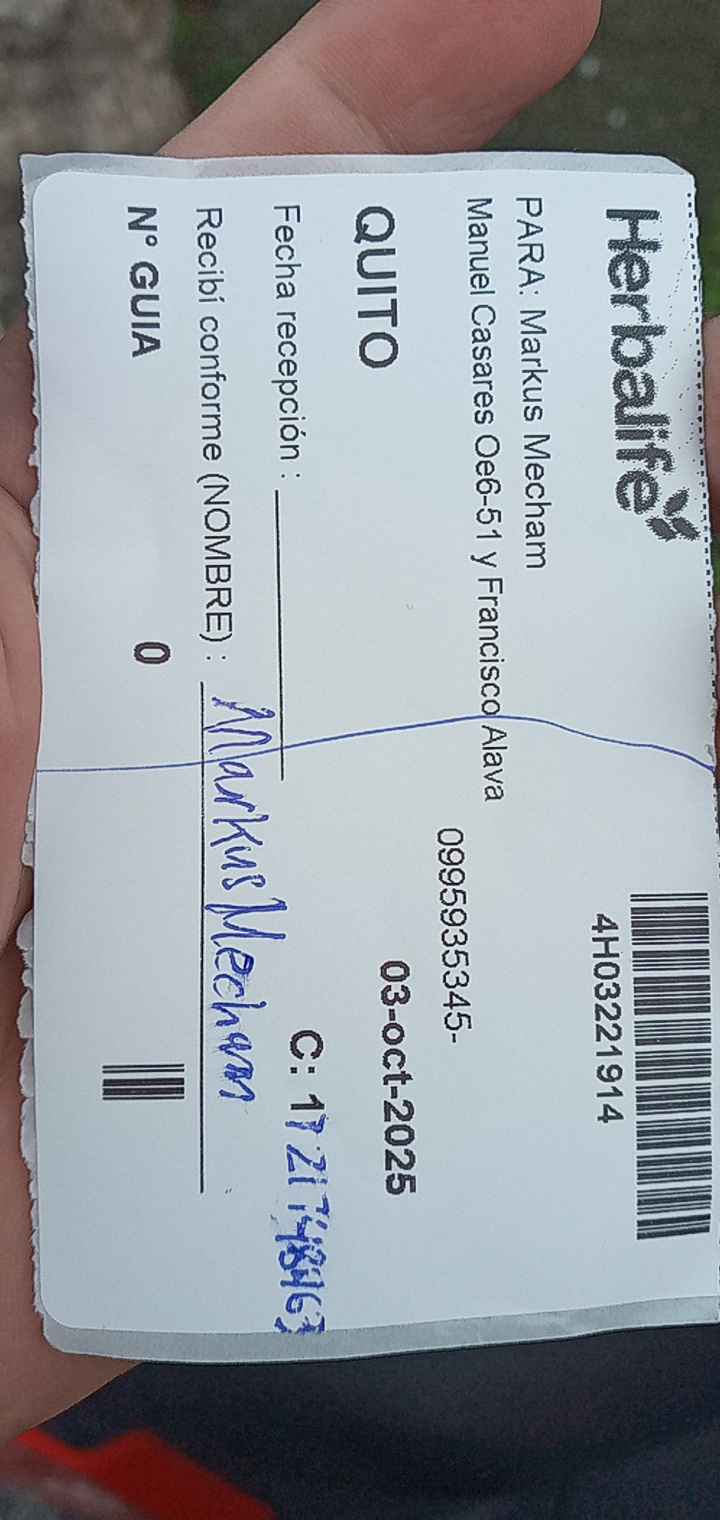 Herbalife
4H03221914
PARA: Markus Mecham
Manuel Casares Oe6-51 y Francisco Alava
0995935345-
QUITO 03-oct-2025
Fecha recepción :
C: 1
Recibí conforme (NOMBRE) : Markus Mecham
N° GUIA 0